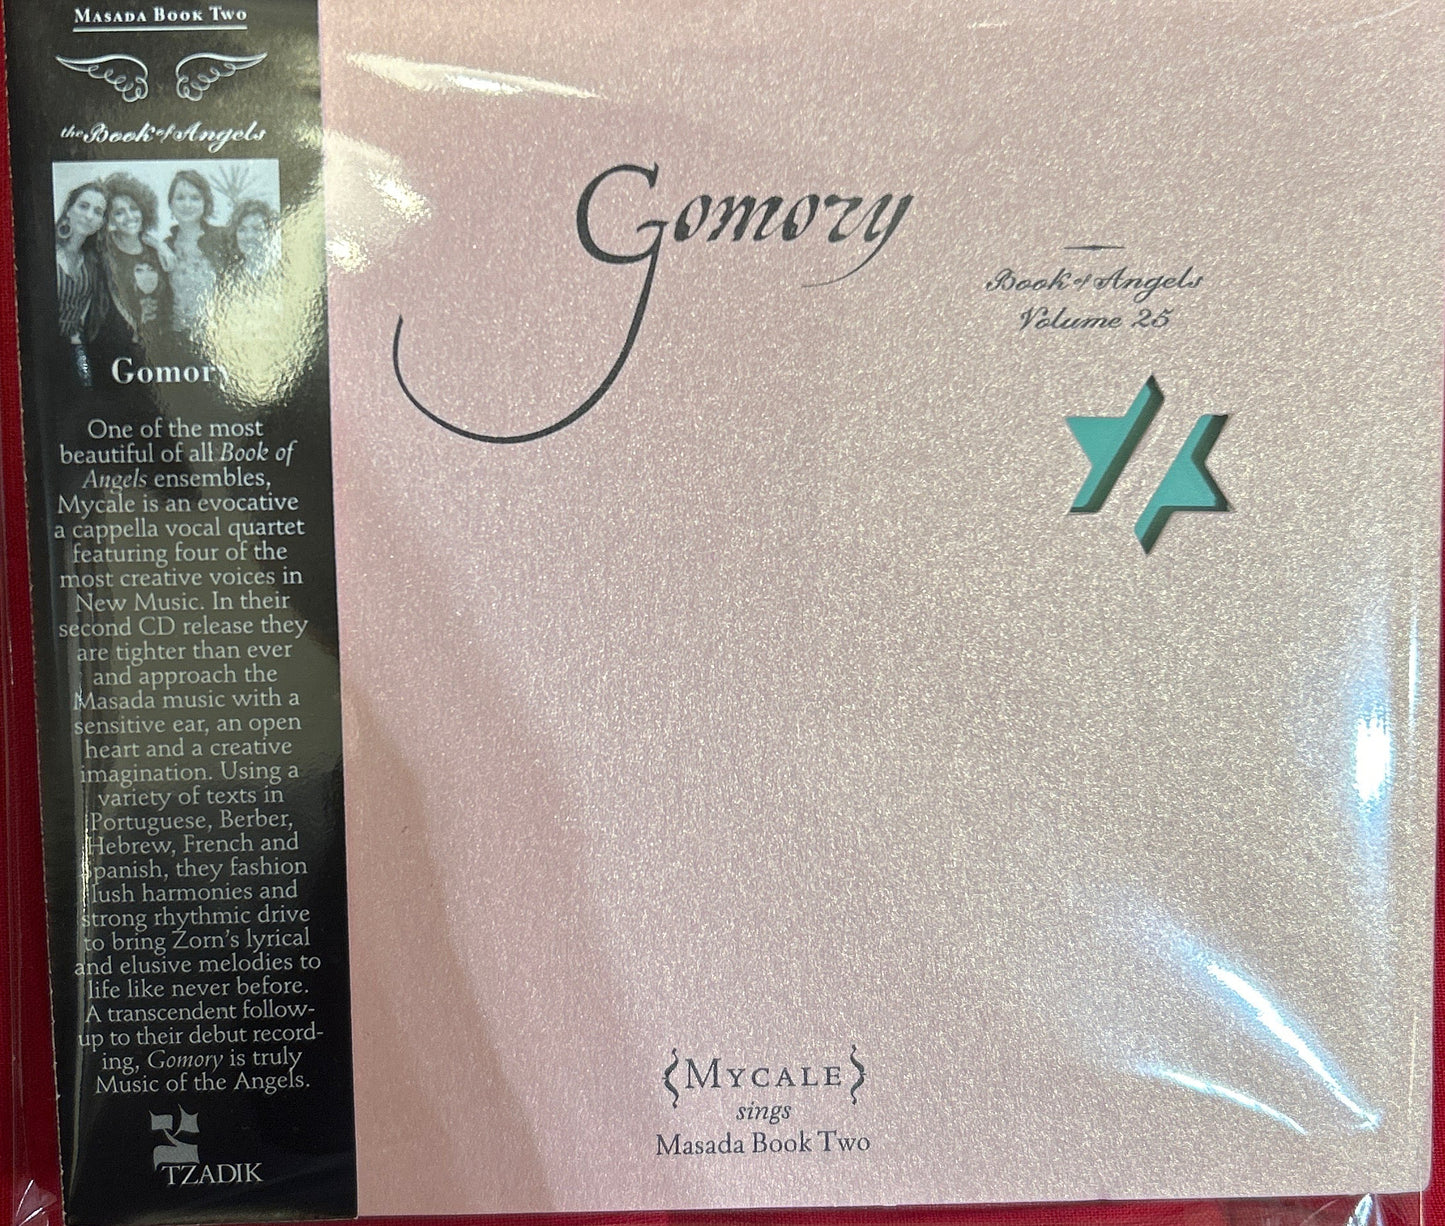 MASADA BOOK TWO
the Book of Angels
Gomory
One of the most
beautiful of all Book of
Angels ensembles,
Mycale is an evocative
a cappella vocal quartet
featuring four of the
most creative voices in
New Music. In their
second CD release they
are tighter than ever
and approach the
Masada music with a
sensitive ear, an open
heart and a creative
imagination. Using a
variety of texts in
Portuguese, Berber,
Hebrew, French and
Spanish, they fashion
lush harmonies and
strong rhythmic drive
to bring Zorn's lyrical
and elusive melodies to
life like never before.
A transcendent follow-
up to their debut record-
ing, Gomory is truly
Music of the Angels.
TZADIK
Gomory
Book of Angels
Volume 25
{MYCALE}
sings
Masada Book Two